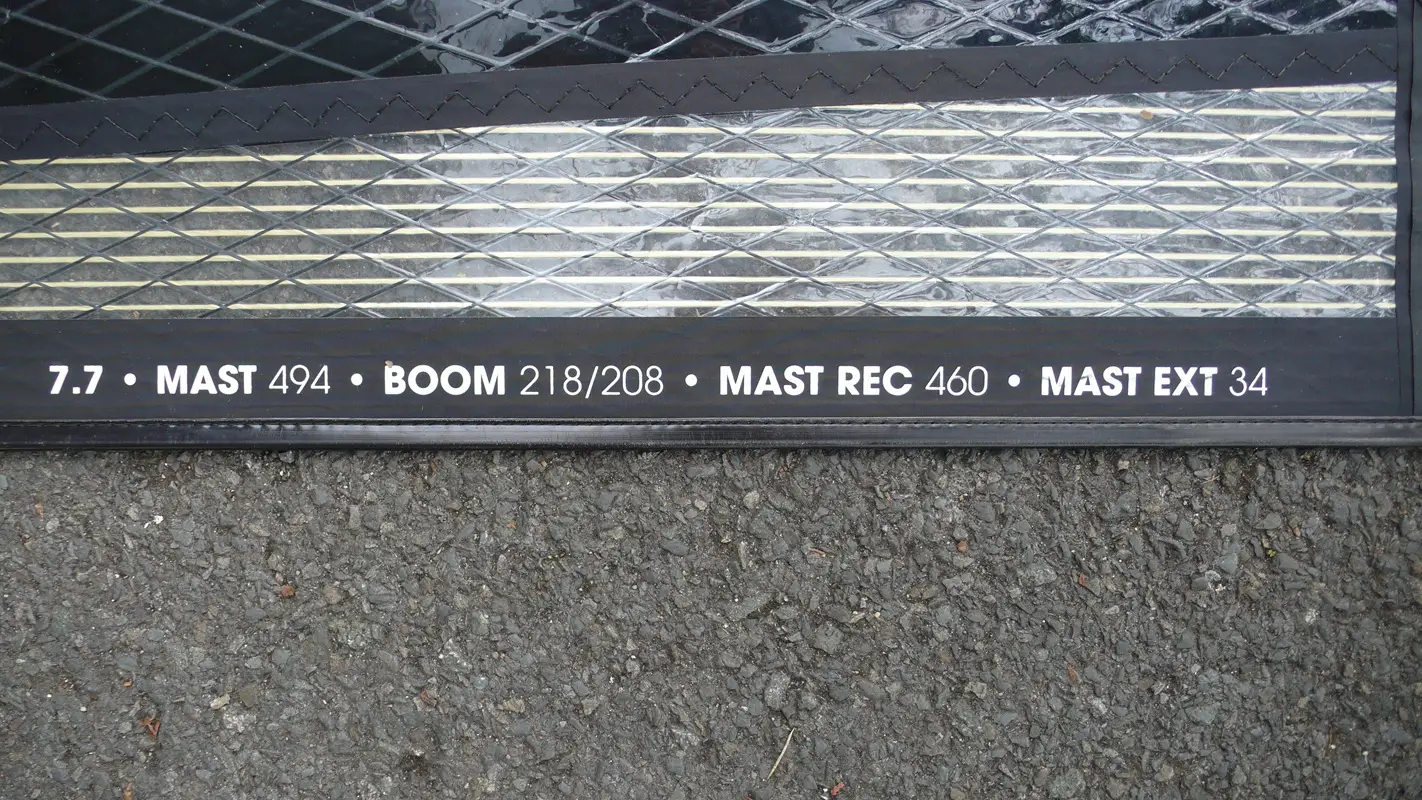 7.7 • MAST 494 • BOOM 218/208 • MAST REC 460 • MAST EXT 34